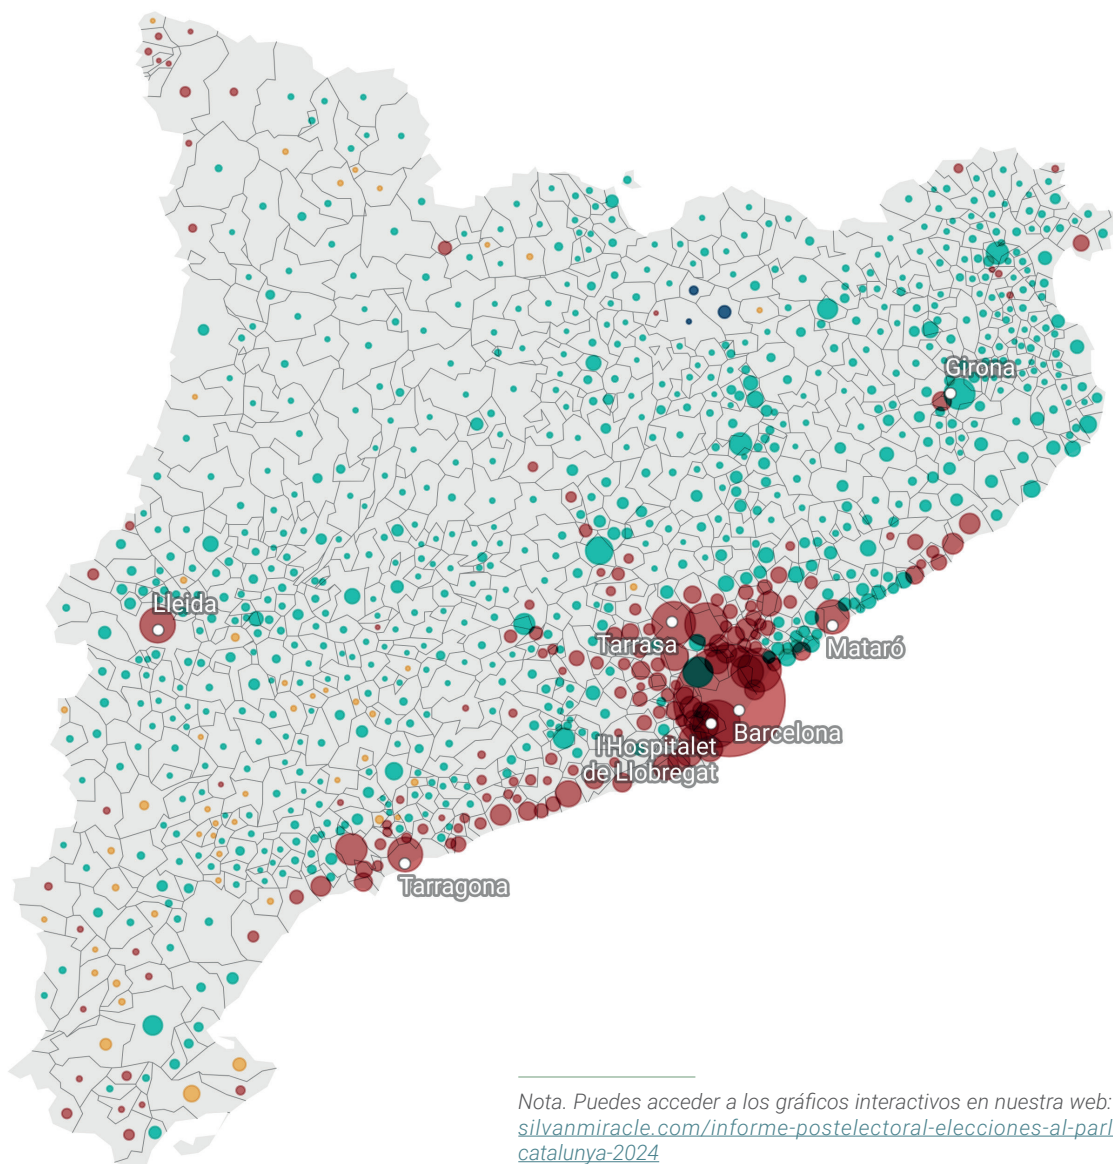 Girona
Lleida
Tarrasa
Mataró
Barcelona
l'Hospitalet
de Llobregat
Tarragona
Nota. Puedes acceder a los gráficos interactivos en nuestra web:
silvanmiracle.com/informe-postelectoral-elecciones-al-parl
catalunya-2024